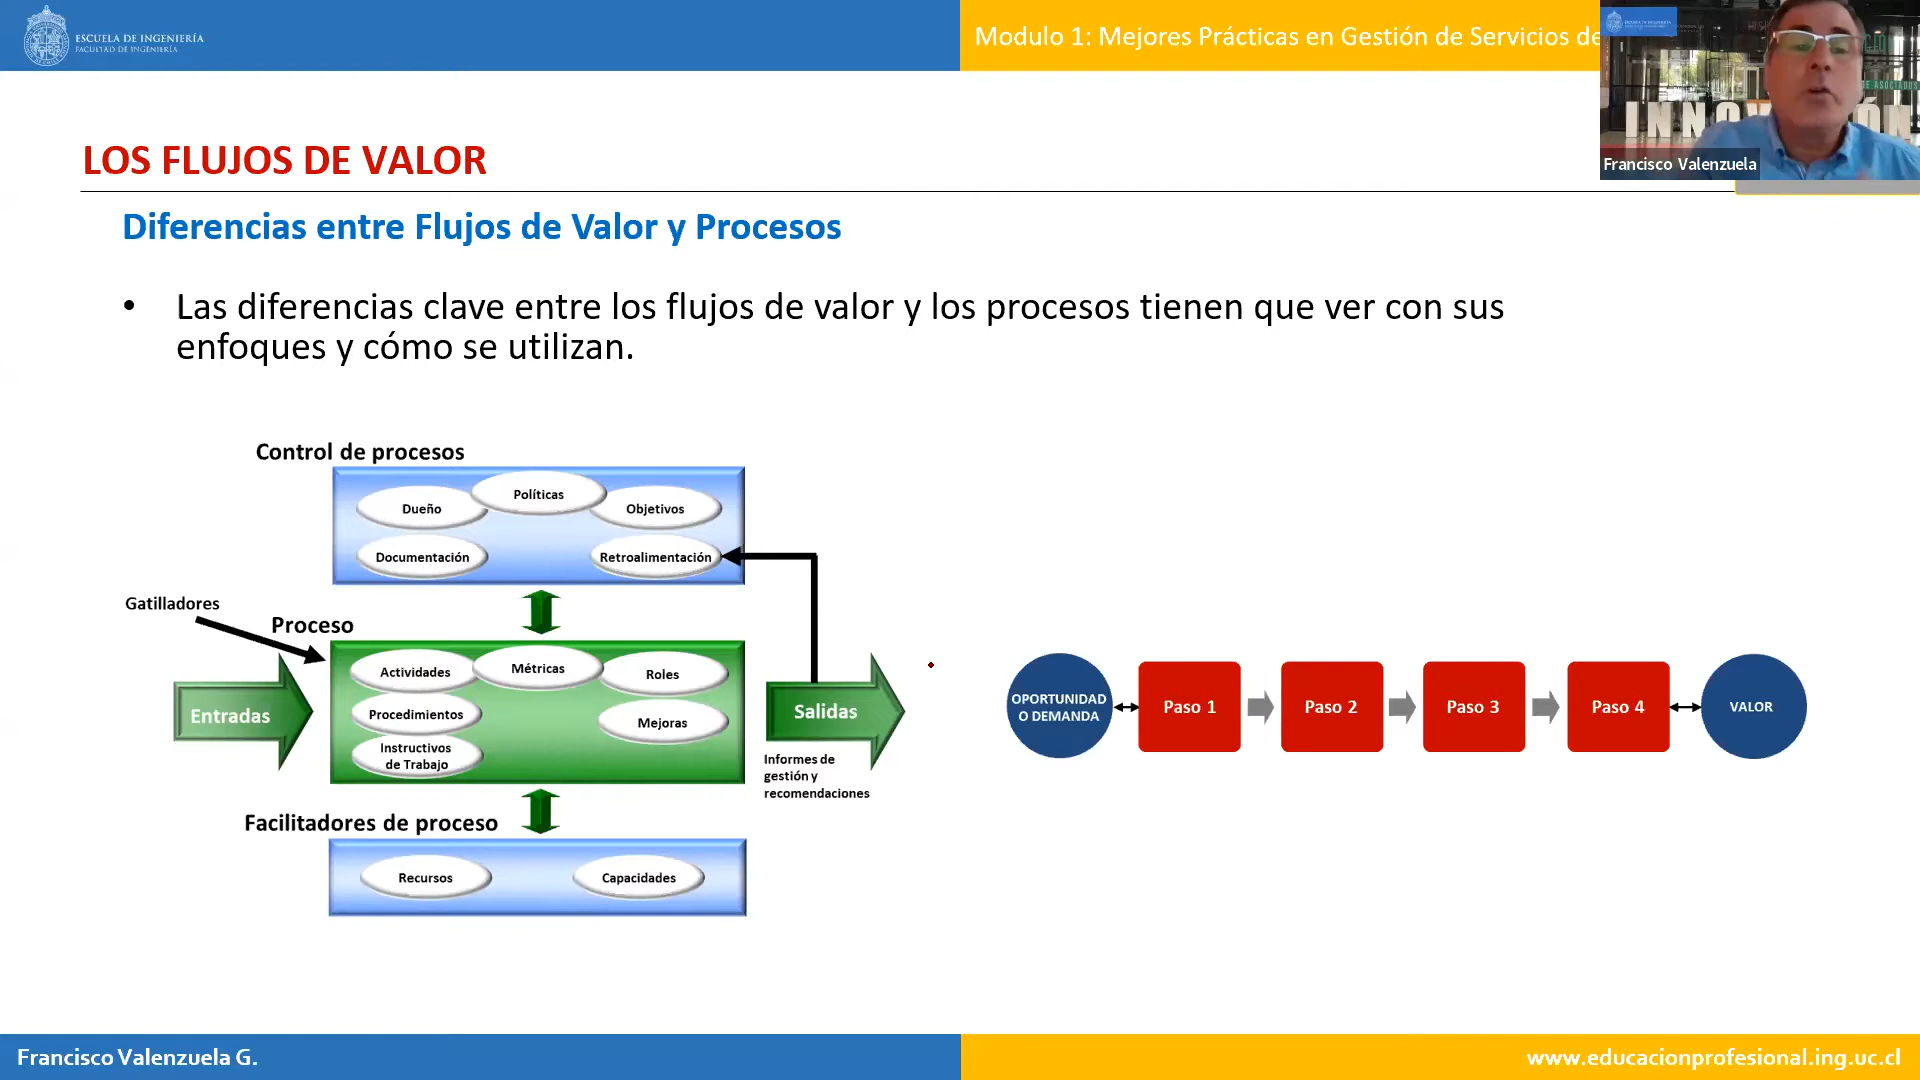 ESCUELA DE INGENIERÍA
FACULTAD DE INGENIERÍA
Modulo 1: Mejores Prácticas en Gestión de Servicios de
INNOV
ÓN
Francisco Valenzuela
LOS FLUJOS DE VALOR
Diferencias entre Flujos de Valor y Procesos
• Las diferencias clave entre los flujos de valor y los procesos tienen que ver con sus
enfoques y cómo se utilizan.
Control de procesos
Políticas
Dueño
Objetivos
Documentación
Retroalimentación
Gatilladores
Proceso
Actividades
Métricas
Roles
Procedimientos
Mejoras
Instructivos
de Trabajo
Entradas
Salidas
Informes de
gestión y
recomendaciones
Facilitadores de proceso
Recursos
Capacidades
OPORTUNIDAD
O DEMANDA
Paso 1
Paso 2
Paso 3
Paso 4
VALOR
Francisco Valenzuela G.
www.educacionprofesional.ing.uc.cl